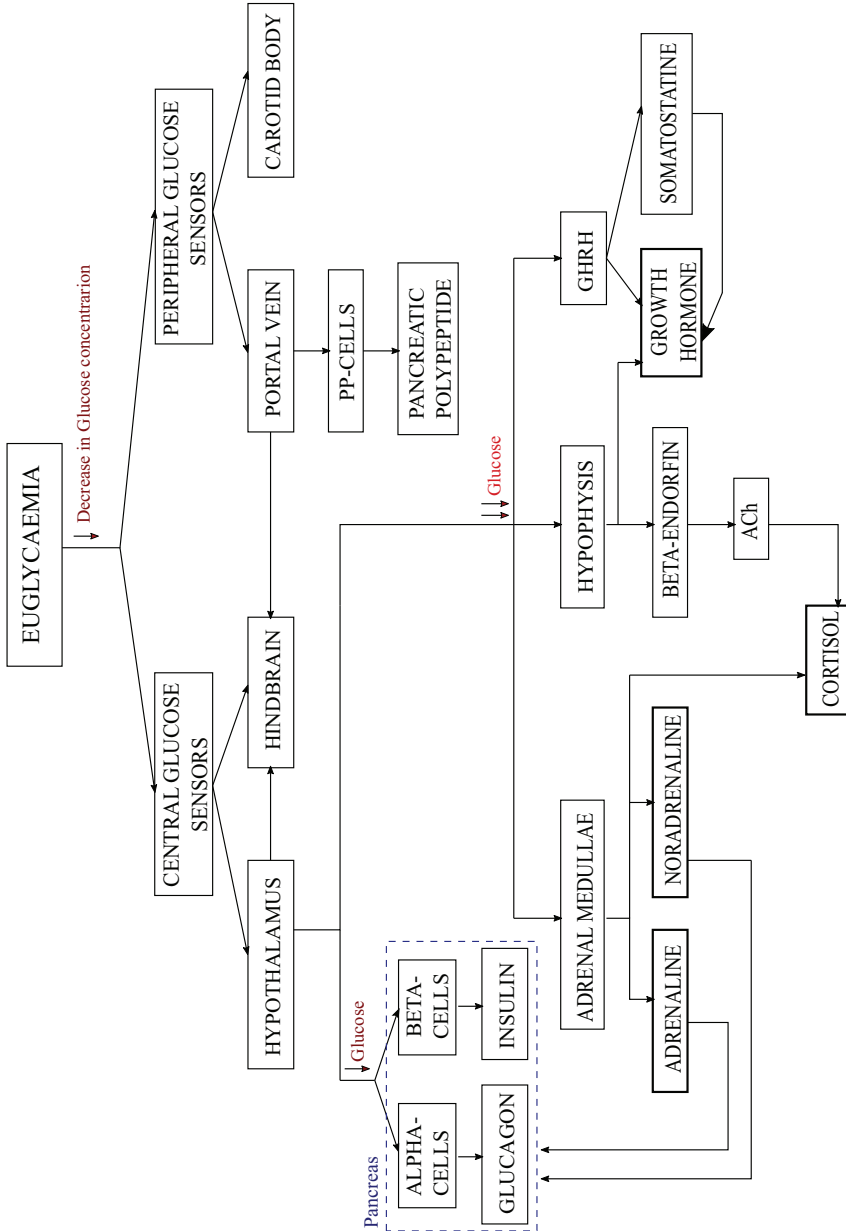 EUGLYCAEMIA
Decrease in Glucose concentrarion
CENTRAL GLUCOSE
SENSORS
PERIPHERAL GLUCOSE
SENSORS
HYPOTHALAMUS
HINDBRAIN
PORTAL VEIN
CAROTID BODY
PP-CELLS
PANCREATIC
POLYPEPTIDE
Glucose
Pancreas
ALPHA-
CELLS
BETA-
CELLS
GLUCAGON
INSULIN
Glucose
ADRENAL MEDULLAE
HYPOPHYSIS
GHRH
ADRENALINE
NORADRENALINE
BETA-ENDORFIN
GROWTH
HORMONE
SOMATOSTATINE
ACh
CORTISOL